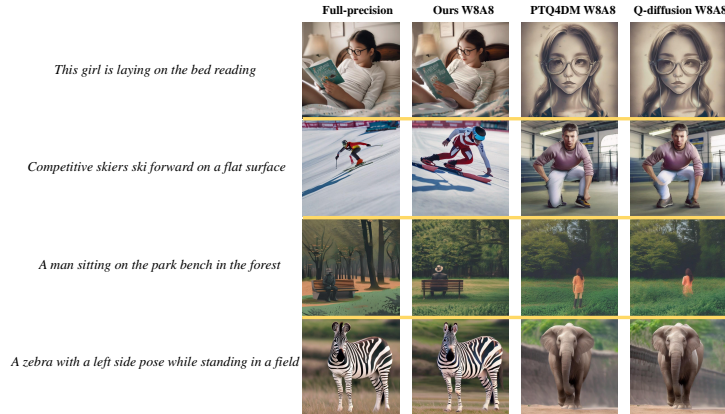 Full-precision
Ours W8A8
PTQ4DM W8A8
Q-diffusion W8A8
This girl is laying on the bed reading
Competitive skiers ski forward on a flat surface
A man sitting on the park bench in the forest
A zebra with a left side pose while standing in a field